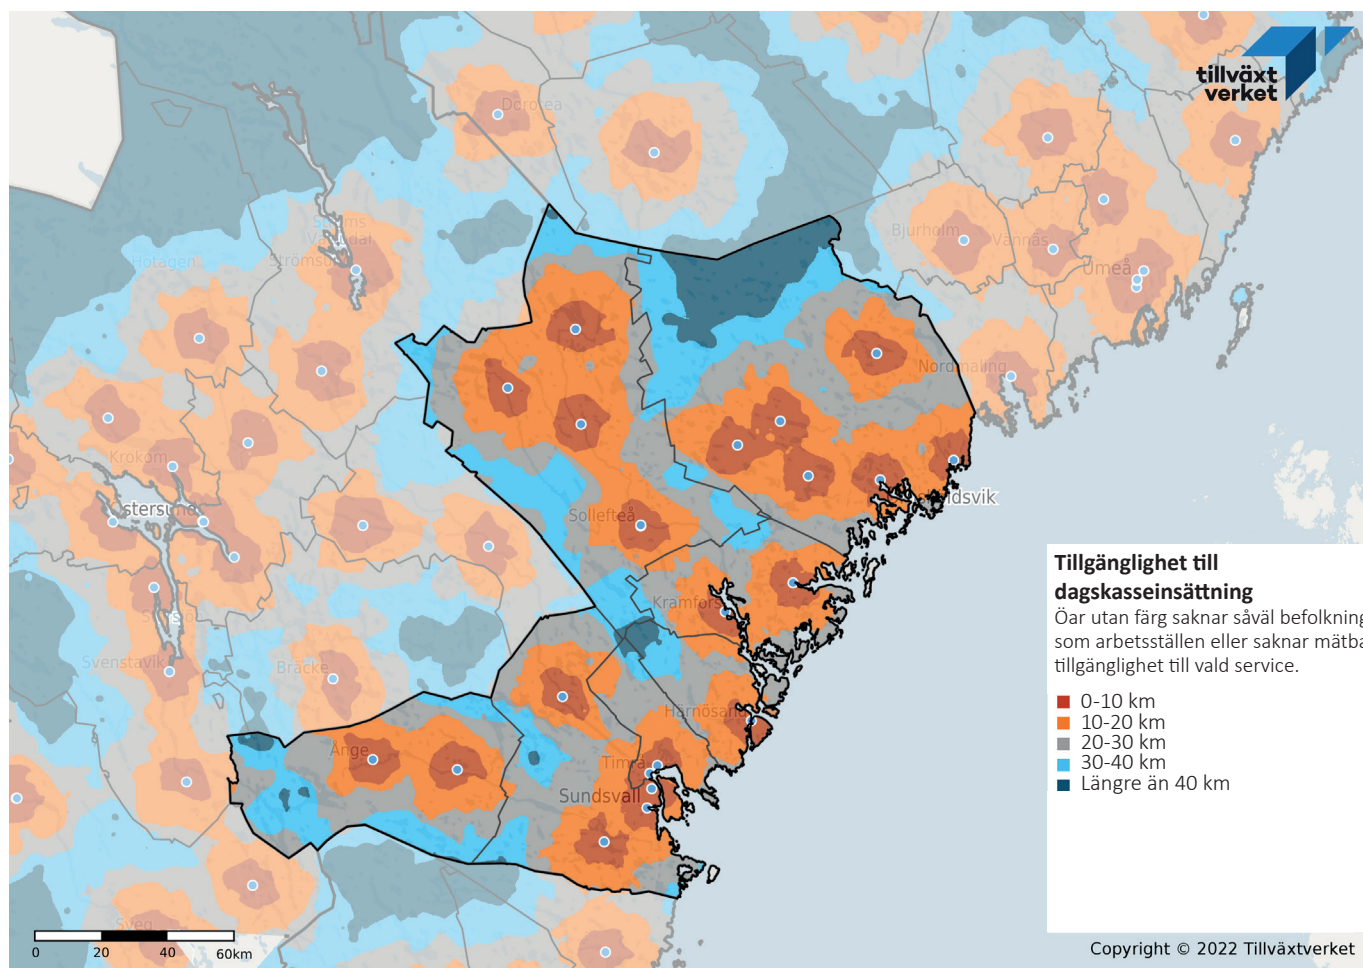 tillväxt
verket
Dorotea
Ströms
Hotagen
Bjurholm
Vännäs
Umeå
Nordmaling
Krokom
Sollefteå
Kramfors
Svenstavik
Bräcke
Härnösand
Ånge
Timrå
Sundsvall
Sveg
Tillgänglighet till
dagskasseinsättning
Öar utan färg saknar såväl befolkning
som arbetsställen eller saknar mätba
tillgänglighet till vald service.
0-10 km
10-20 km
20-30 km
30-40 km
Längre än 40 km
0 20 40 60km
Copyright © 2022 Tillväxtverket